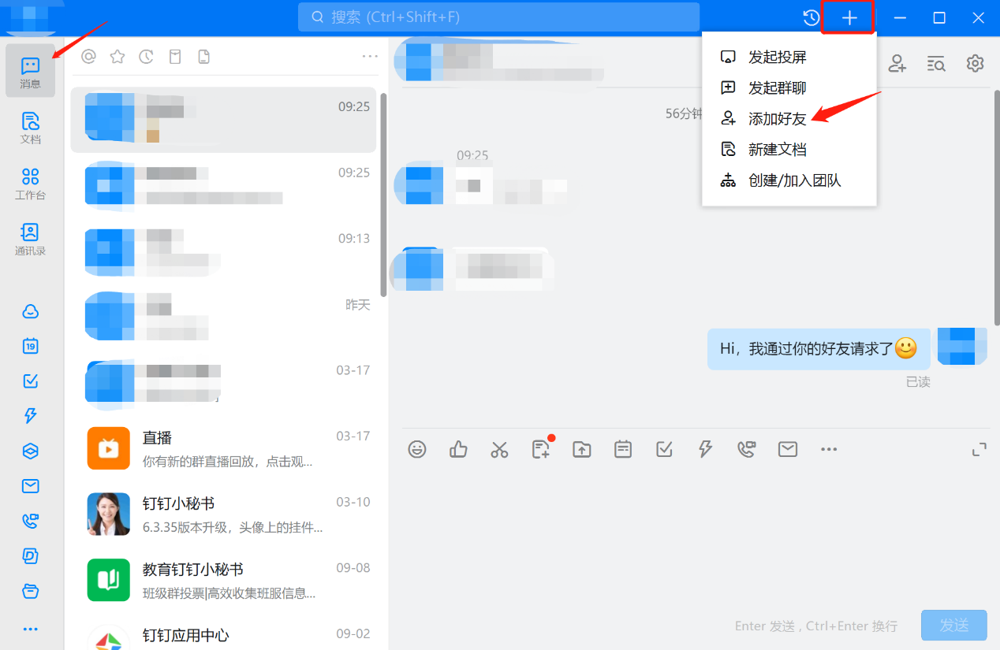 搜索 (Ctrl+Shift+F)
消息
文档
工作台
通讯录
19
09:25
09:25
09:13
昨天
03-17
直播
03-17
你有新的群直播回放，点击观...
钉钉小秘书
03-10
6.3.35版本升级，头像上的挂件...
教育钉钉小秘书
09-08
班级群投票|高效收集班服信息...
钉钉应用中心
09-02
发起投屏
发起群聊
添加好友
新建文档
创建/加入团队
56分钟
09:25
Hi，我通过你的好友请求了
已读
Enter 发送 , Ctrl+Enter 换行
发送